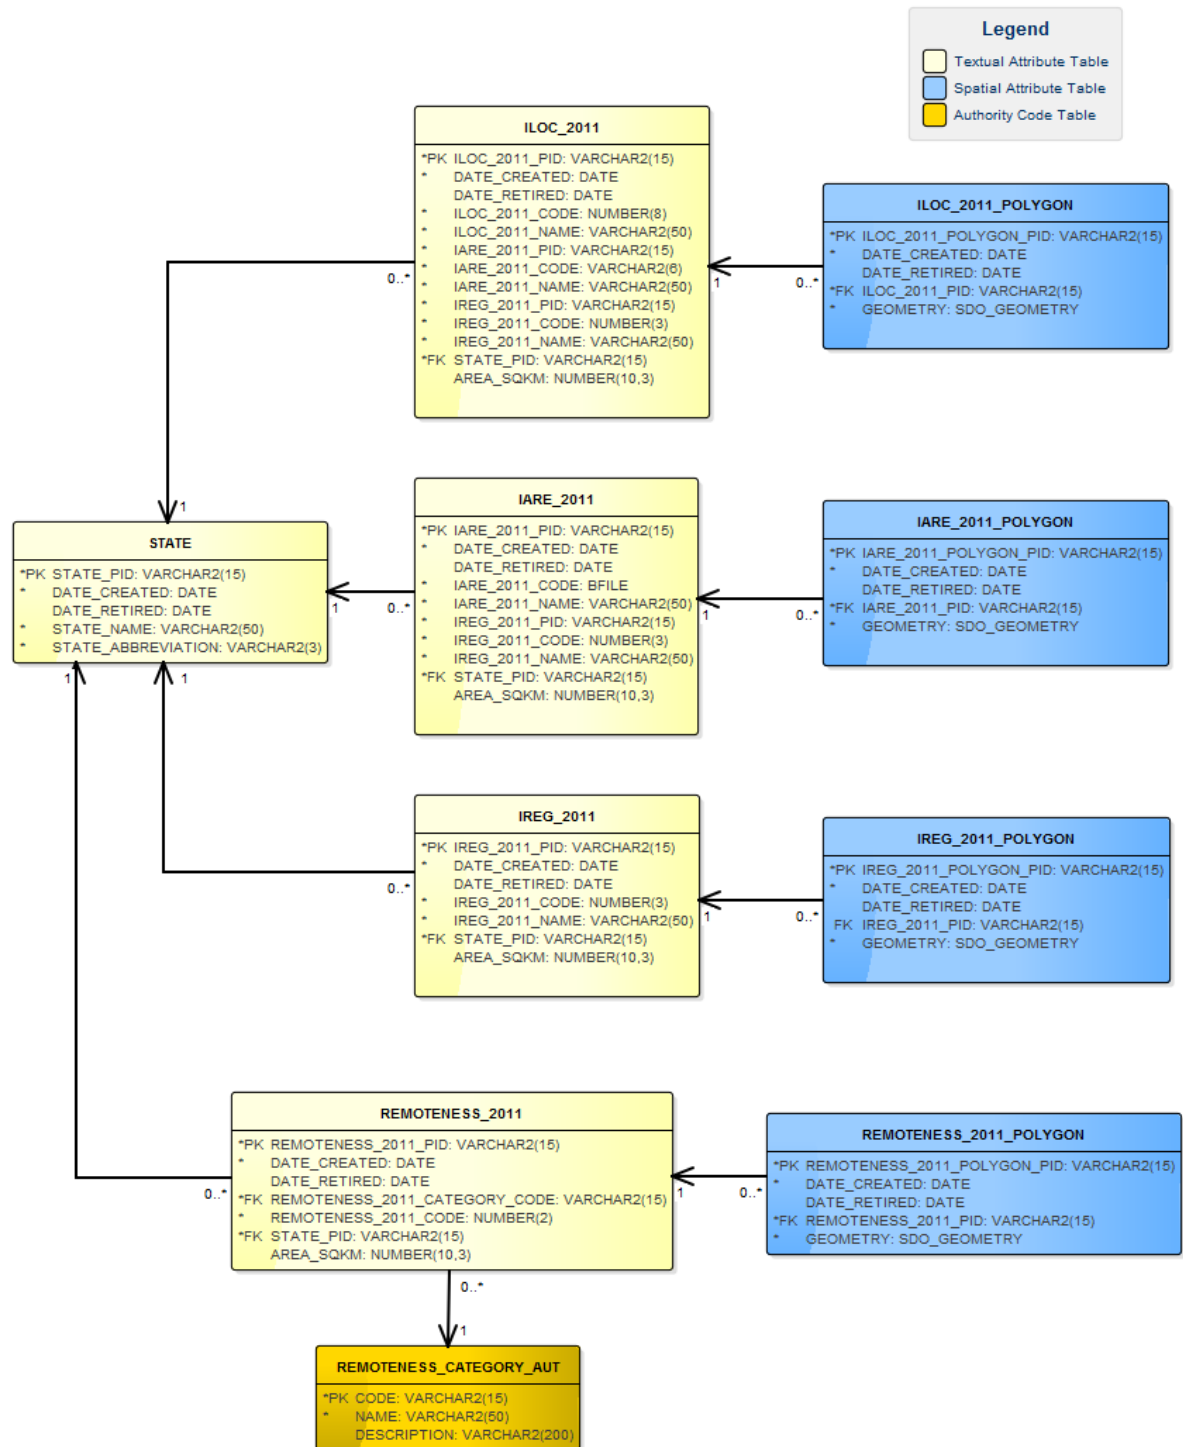 Legend
Textual Attribute Table
Spatial Attribute Table
Authority Code Table
ILOC_2011
*PK ILOC_2011_PID: VARCHAR2(15)
* DATE_CREATED: DATE
DATE_RETIRED: DATE
* ILOC_2011_CODE: NUMBER(8)
* ILOC_2011_NAME: VARCHAR2(50)
* IARE_2011_PID: VARCHAR2(15)
* IARE_2011_CODE: VARCHAR2(6)
* IARE_2011_NAME: VARCHAR2(50)
* IREG_2011_PID: VARCHAR2(15)
* IREG_2011_CODE: NUMBER(3)
* IREG_2011_NAME: VARCHAR2(50)
*FK STATE_PID: VARCHAR2(15)
AREA_SQKM: NUMBER(10,3)
ILOC_2011_POLYGON
*PK ILOC_2011_POLYGON_PID: VARCHAR2(15)
* DATE_CREATED: DATE
DATE_RETIRED: DATE
*FK ILOC_2011_PID: VARCHAR2(15)
* GEOMETRY: SDO_GEOMETRY
0..*
1
0..*
1
STATE
*PK STATE_PID: VARCHAR2(15)
* DATE_CREATED: DATE
DATE_RETIRED: DATE
* STATE_NAME: VARCHAR2(50)
* STATE_ABBREVIATION: VARCHAR2(3)
IARE_2011
*PK IARE_2011_PID: VARCHAR2(15)
* DATE_CREATED: DATE
DATE_RETIRED: DATE
* IARE_2011_CODE: BFILE
* IARE_2011_NAME: VARCHAR2(50)
* IREG_2011_PID: VARCHAR2(15)
* IREG_2011_CODE: NUMBER(3)
* IREG_2011_NAME: VARCHAR2(50)
*FK STATE_PID: VARCHAR2(15)
AREA_SQKM: NUMBER(10,3)
IARE_2011_POLYGON
*PK IARE_2011_POLYGON_PID: VARCHAR2(15)
* DATE_CREATED: DATE
DATE_RETIRED: DATE
*FK IARE_2011_PID: VARCHAR2(15)
* GEOMETRY: SDO_GEOMETRY
1
0..*
1
0..*
1
1
IREG_2011
*PK IREG_2011_PID: VARCHAR2(15)
* DATE_CREATED: DATE
DATE_RETIRED: DATE
* IREG_2011_CODE: NUMBER(3)
* IREG_2011_NAME: VARCHAR2(50)
*FK STATE_PID: VARCHAR2(15)
AREA_SQKM: NUMBER(10,3)
IREG_2011_POLYGON
*PK IREG_2011_POLYGON_PID: VARCHAR2(15)
* DATE_CREATED: DATE
DATE_RETIRED: DATE
FK IREG_2011_PID: VARCHAR2(15)
* GEOMETRY: SDO_GEOMETRY
0..*
1
0..*
REMOTENESS_2011
*PK REMOTENESS_2011_PID: VARCHAR2(15)
* DATE_CREATED: DATE
DATE_RETIRED: DATE
*FK REMOTENESS_2011_CATEGORY_CODE: VARCHAR2(15)
* REMOTENESS_2011_CODE: NUMBER(2)
*FK STATE_PID: VARCHAR2(15)
AREA_SQKM: NUMBER(10,3)
REMOTENESS_2011_POLYGON
*PK REMOTENESS_2011_POLYGON_PID: VARCHAR2(15)
* DATE_CREATED: DATE
DATE_RETIRED: DATE
*FK REMOTENESS_2011_PID: VARCHAR2(15)
* GEOMETRY: SDO_GEOMETRY
0..*
1
0..*
0..*
1
REMOTENESS_CATEGORY_AUT
*PK CODE: VARCHAR2(15)
* NAME: VARCHAR2(50)
DESCRIPTION: VARCHAR2(200)